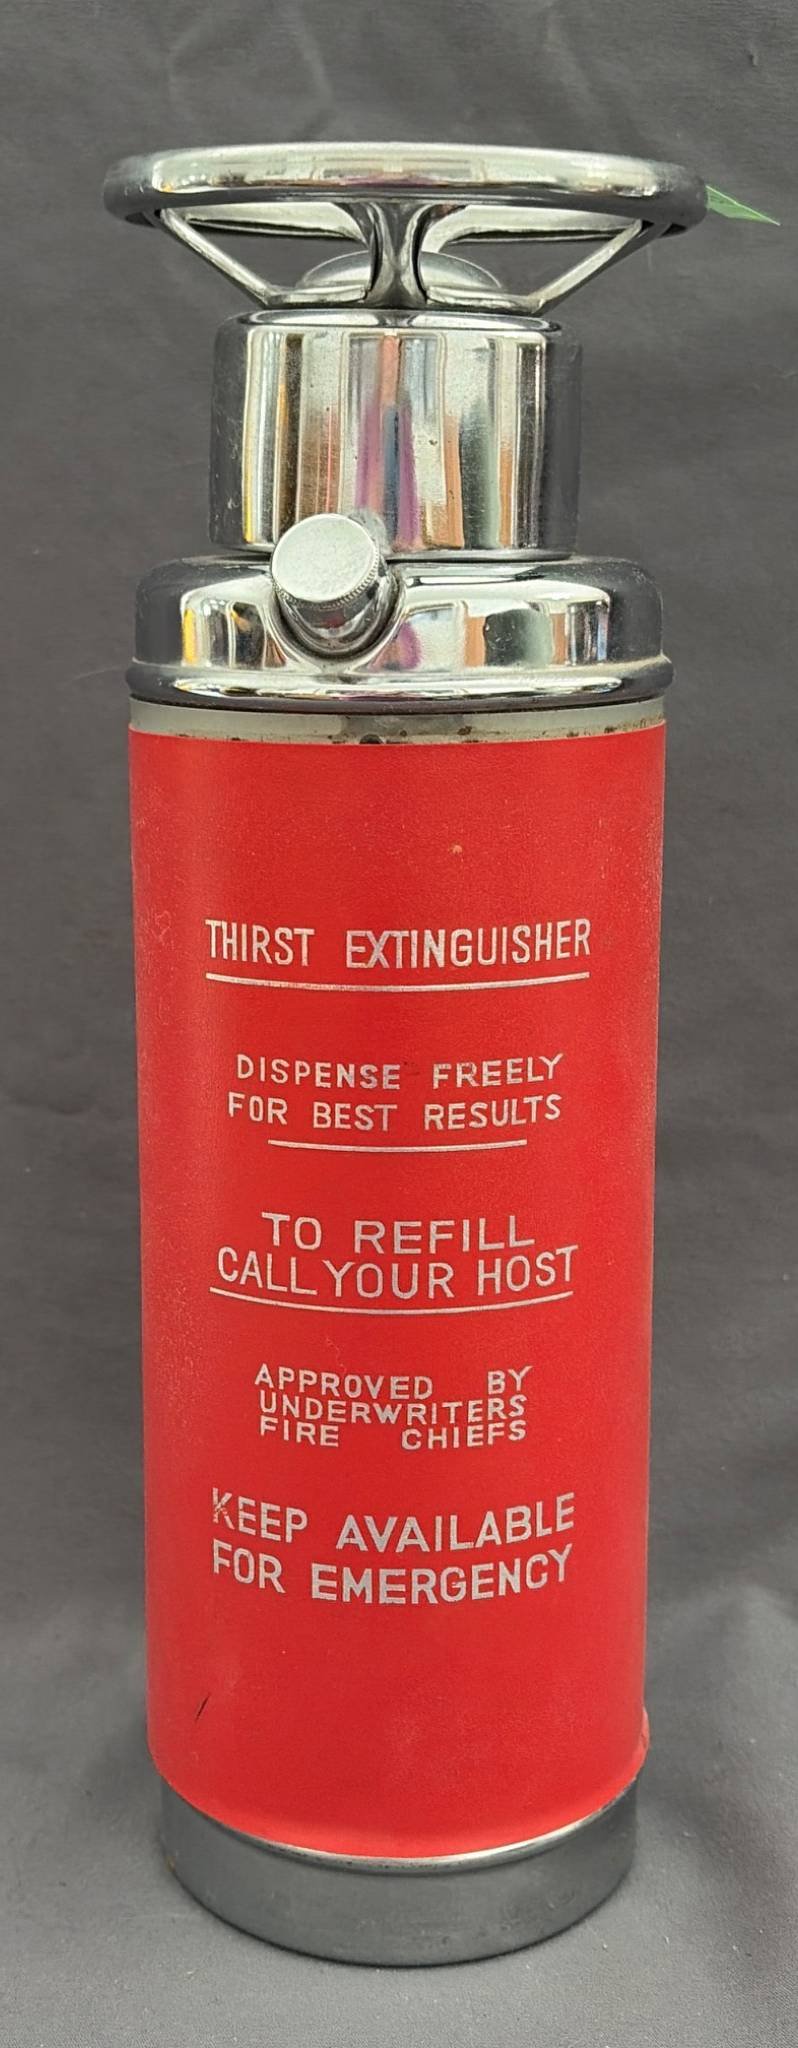 THIRST EXTINGUISHER
DISPENSE FREELY
FOR BEST RESULTS
TO REFILL
CALL YOUR HOST
APPROVED BY
UNDERWRITERS
FIRE CHIEFS
KEEP AVAILABLE
FOR EMERGENCY